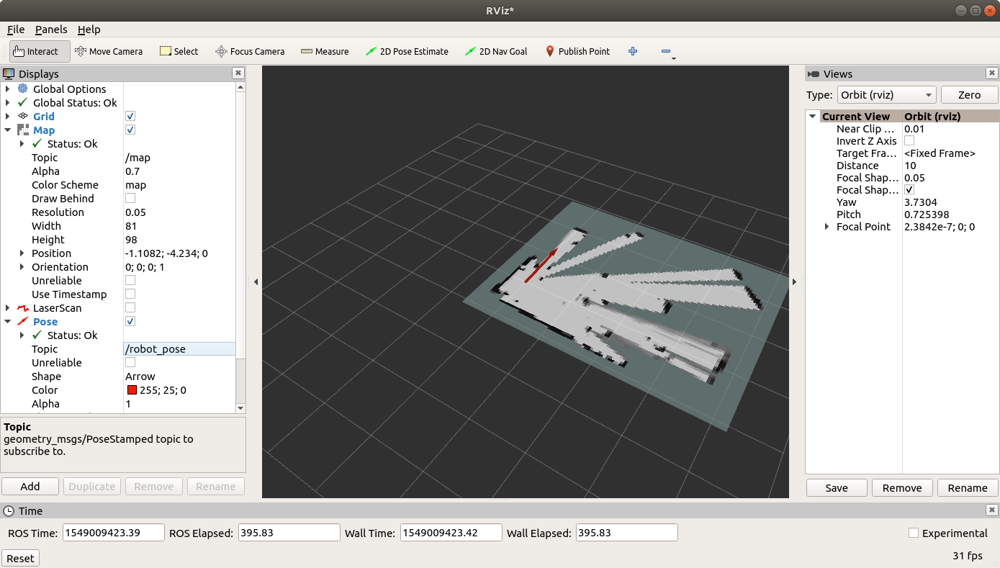 RViz*
File Panels Help
Interact Move Camera Select Focus Camera Measure 2D Pose Estimate 2D Nav Goal Publish Point
Displays
Global Options
Global Status: Ok
Grid
Map
Status: Ok
Topic /map
Alpha 0.7
Color Scheme map
Draw Behind
Resolution 0.05
Width 81
Height 98
Position -1.1082; -4.234; 0
Orientation 0; 0; 0; 1
Unreliable
Use Timestamp
LaserScan
Pose
Status: Ok
Topic /robot_pose
Unreliable
Shape Arrow
Color 255; 25; 0
Alpha 1
Topic
geometry_msgs/PoseStamped topic to
subscribe to.
Add Duplicate Remove Rename
Views
Type: Orbit (rviz) Zero
Current View Orbit (rviz)
Near Clip ... 0.01
Invert Z Axis
Target Fra... <Fixed Frame>
Distance 10
Focal Shap... 0.05
Focal Shap...
Yaw 3.7304
Pitch 0.725398
Focal Point 2.3842e-7; 0; 0
Save Remove Rename
Time
ROS Time: 1549009423.39 ROS Elapsed: 395.83 Wall Time: 1549009423.42 Wall Elapsed: 395.83 Experimental
Reset 31 fps